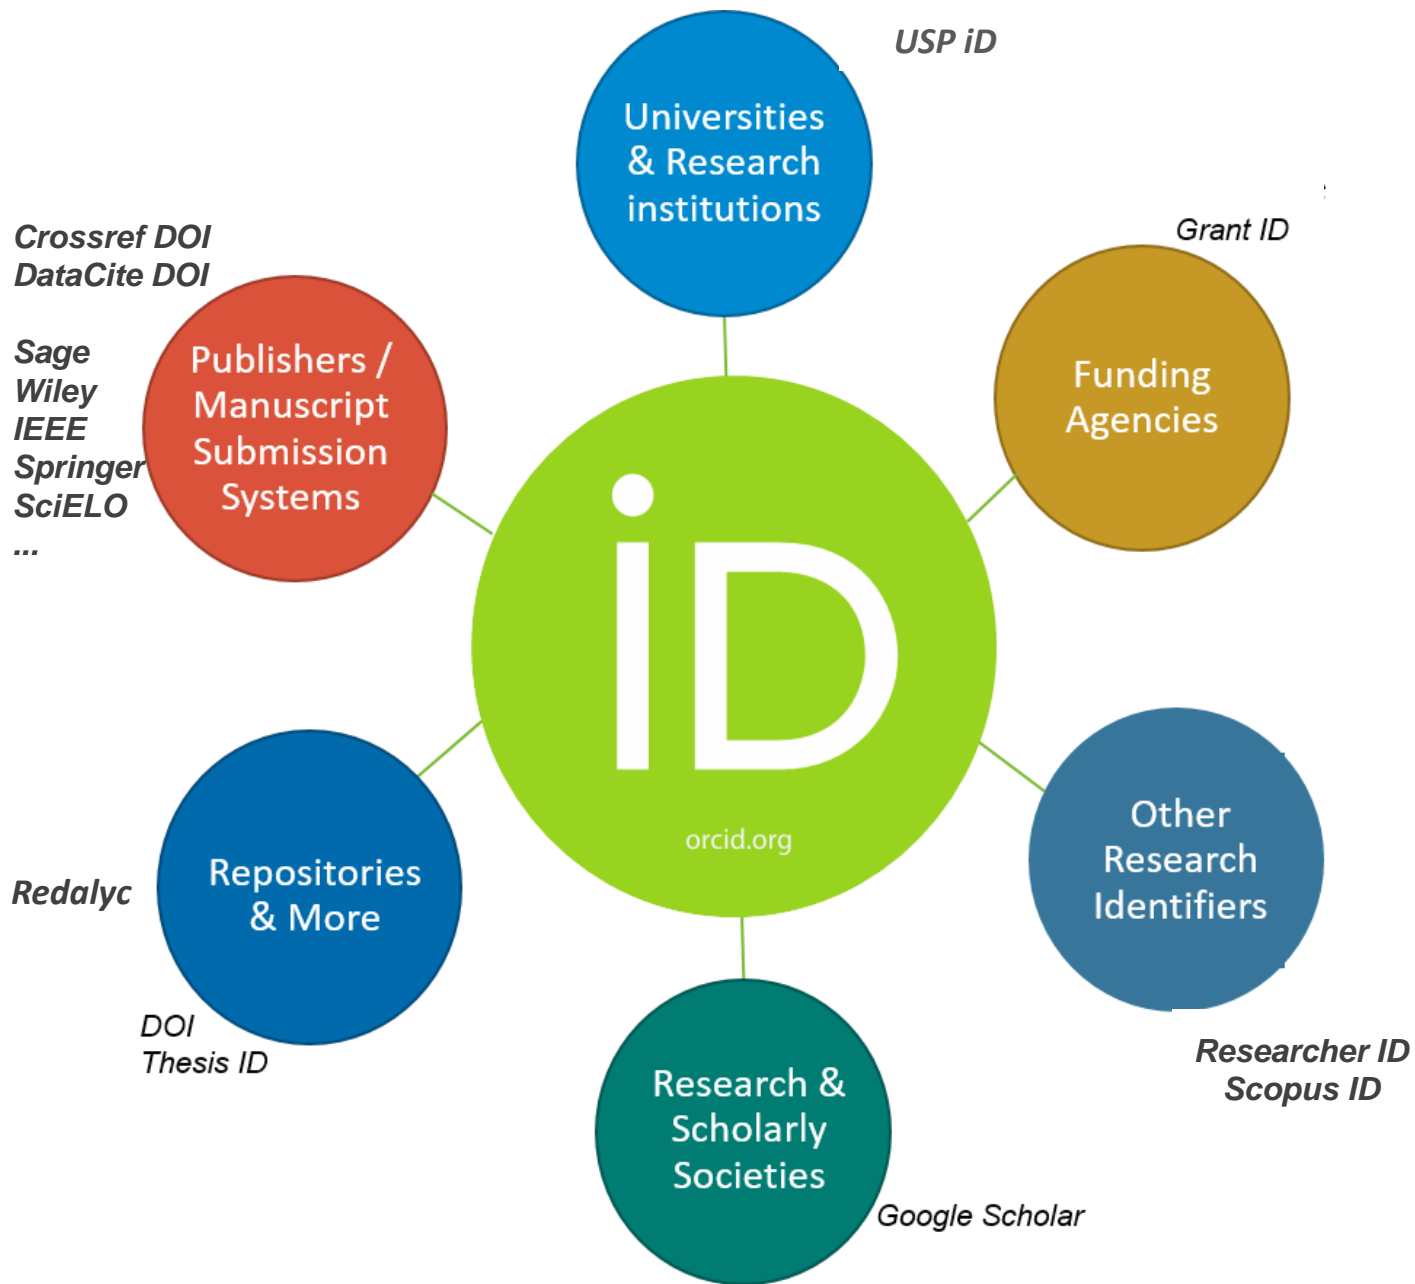 USP iD
Universities
& Research
institutions
Grant ID
Funding
Agencies
Crossref DOI
DataCite DOI
Sage
Wiley
IEEE
Springer
SciELO
...
Publishers /
Manuscript
Submission
Systems
iD
orcid.org
Other
Research
Identifiers
Researcher ID
Scopus ID
Redalyc
Repositories
& More
DOI
Thesis ID
Research &
Scholarly
Societies
Google Scholar